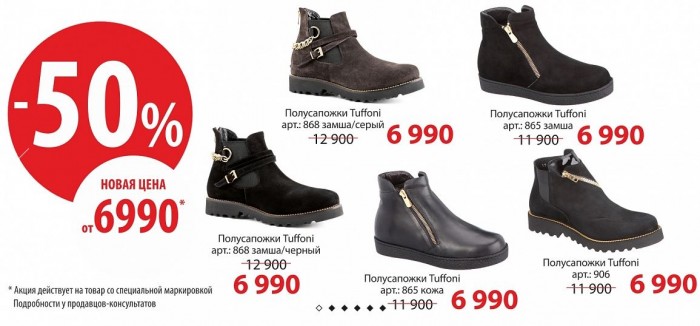 -50%
НОВАЯ ЦЕНА
от 6990*
* Акция действует на товар со специальной маркировкой
Подробности у продавцов-консультатов
Полусапожки Tuffoni
арт.: 868 замша/серый
12 900 6 990
Полусапожки Tuffoni
арт.: 865 замша
11 900 6 990
Полусапожки Tuffoni
арт.: 868 замша/черный
12 900
6 990
Полусапожки Tuffoni
арт.: 865 кожа
11 900 6 990
Полусапожки Tuffoni
арт.: 906
11 900 6 990